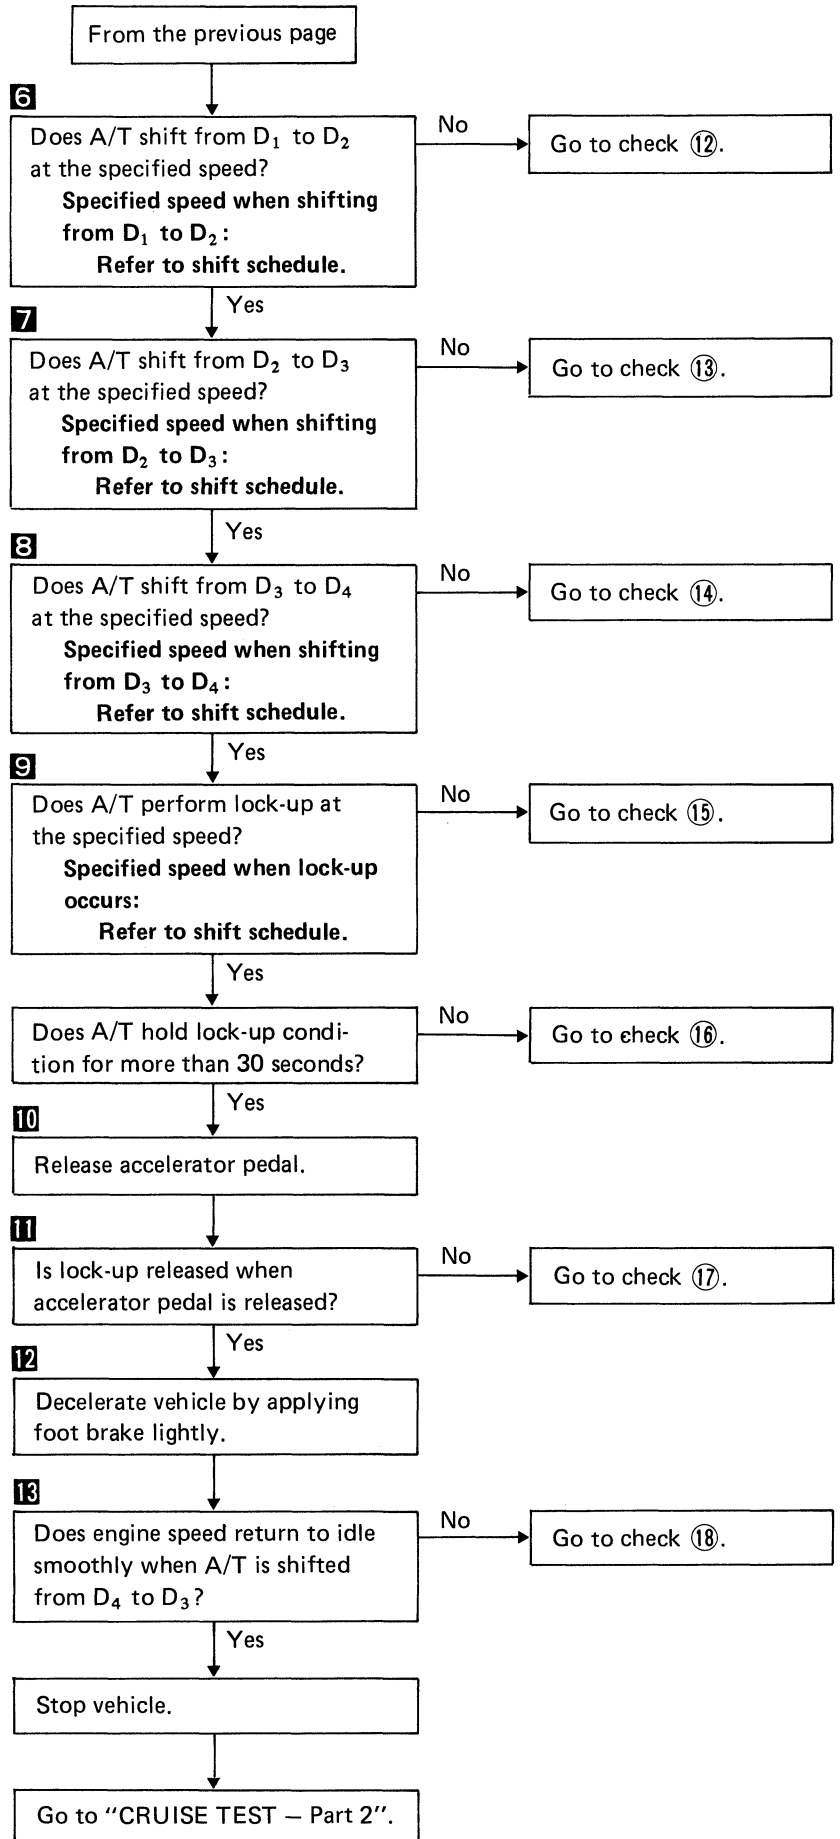 From the previous page
6
Does A/T shift from D₁ to D₂
at the specified speed?
Specified speed when shifting
from D₁ to D₂:
Refer to shift schedule.
No
Go to check ⑫.
Yes
7
Does A/T shift from D₂ to D₃
at the specified speed?
Specified speed when shifting
from D₂ to D₃:
Refer to shift schedule.
No
Go to check ⑬.
Yes
8
Does A/T shift from D₃ to D₄
at the specified speed?
Specified speed when shifting
from D₃ to D₄:
Refer to shift schedule.
No
Go to check ⑭.
Yes
9
Does A/T perform lock-up at
the specified speed?
Specified speed when lock-up
occurs:
Refer to shift schedule.
No
Go to check ⑮.
Yes
Does A/T hold lock-up condi-
tion for more than 30 seconds?
No
Go to check ⑯.
Yes
10
Release accelerator pedal.
11
Is lock-up released when
accelerator pedal is released?
No
Go to check ⑰.
Yes
12
Decelerate vehicle by applying
foot brake lightly.
13
Does engine speed return to idle
smoothly when A/T is shifted
from D₄ to D₃?
No
Go to check ⑱.
Yes
Stop vehicle.
Go to “CRUISE TEST — Part 2”.